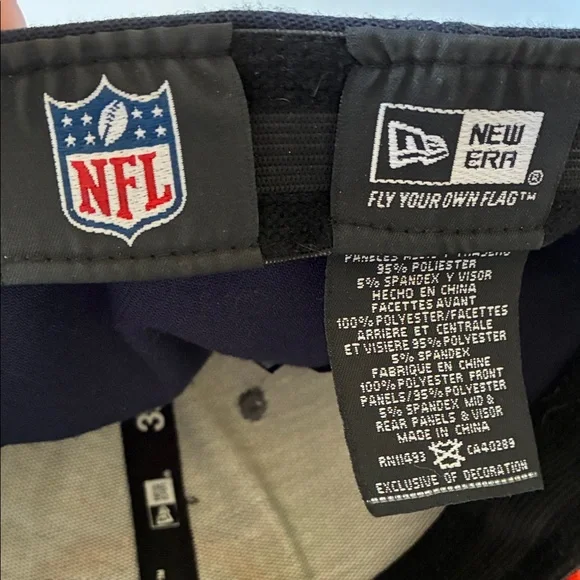 NFL
NEW
ERA
®
FLY YOUR OWN FLAG™
95% POLIESTER
5% SPANDEX Y VISOR
HECHO EN CHINA
FACETTES AVANT
100% POLYESTER/FACETTES
ARRIERE ET CENTRALE
ET VISIERE 95% POLYESTER
5% SPANDEX
FABRIQUE EN CHINE
100% POLYESTER FRONT
PANELS/95% POLYESTER
5% SPANDEX MID &
REAR PANELS & VISOR
MADE IN CHINA
RN11493 CA40289
EXCLUSIVE OF DECORATION